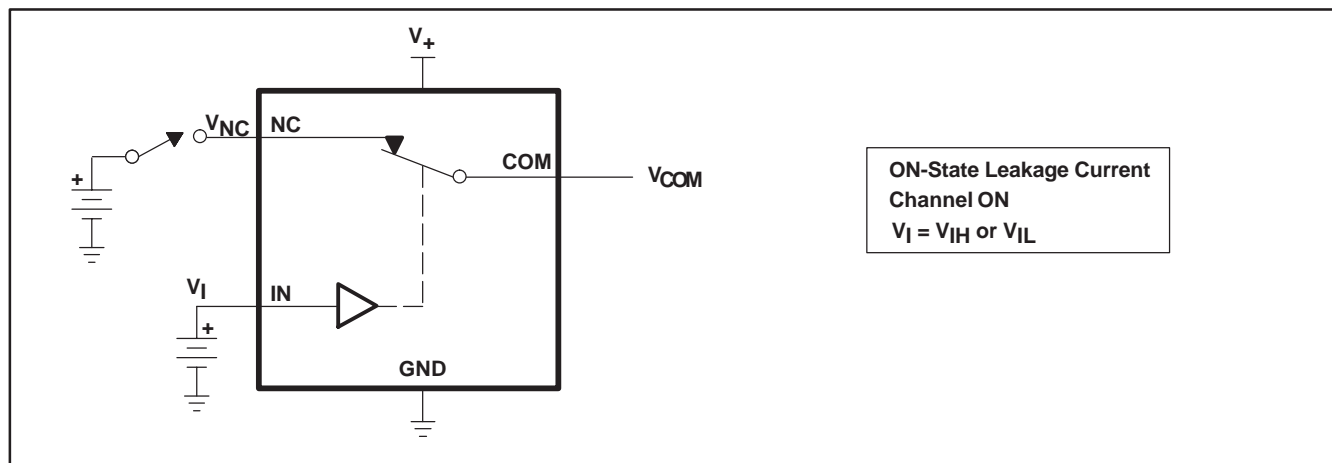 V+
VNC NC
COM
VCOM
+
ON-State Leakage Current
Channel ON
VI = VIH or VIL
VI IN
+
GND